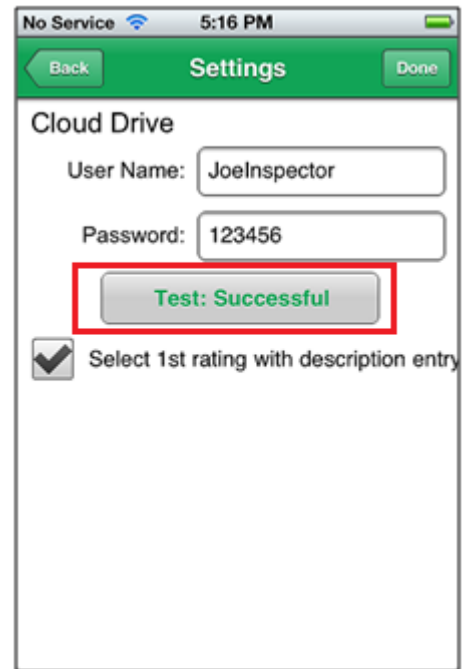 No Service 5:16 PM
Back Settings Done
Cloud Drive
User Name: JoeInspector
Password: 123456
Test: Successful
Select 1st rating with description entry